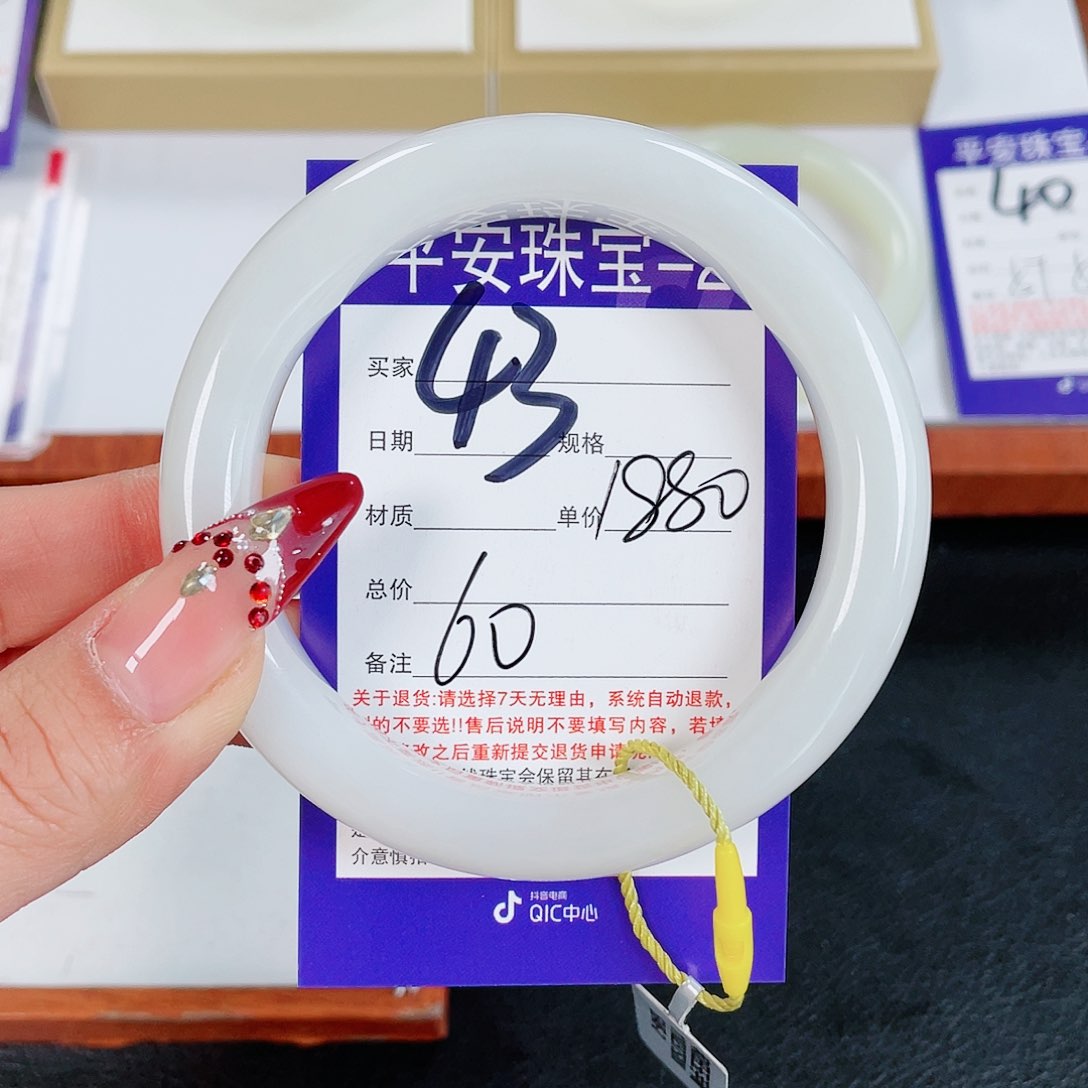 平安珠宝
43
买家
日期 规格
材质 单价 1880
总价
备注 60
关于退货:请选择7天无理由，系统自动退款，
的不要选!!售后说明不要填写内容，若填
改之后重新提交退货申请
珠宝会保留其在
介意慎拍
抖音电商
QIC中心
平安珠宝
40